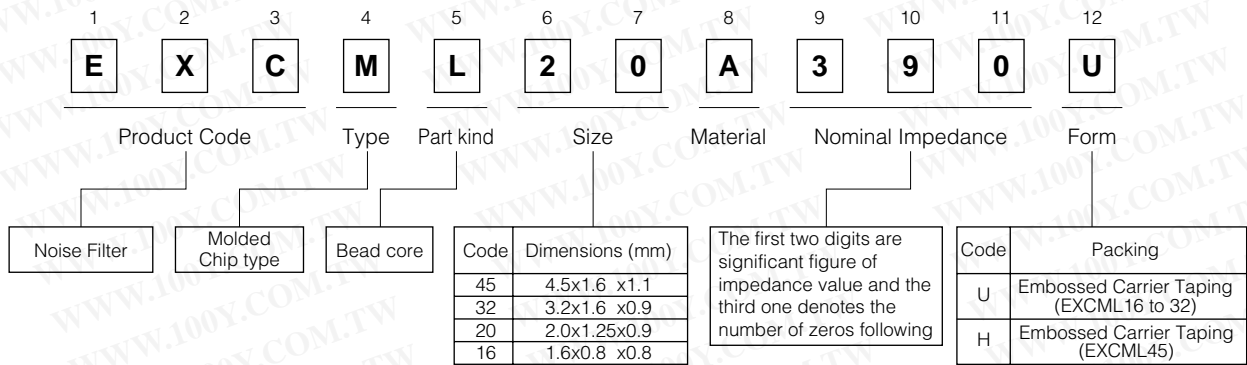 1 2 3 4 5 6 7 8 9 10 11 12
E X C M L 2 0 A 3 9 0 U
Product Code Type Part kind Size Material Nominal Impedance Form
Noise Filter
Molded
Chip type
Bead core
Code Dimensions (mm)
45 4.5x1.6 x1.1
32 3.2x1.6 x0.9
20 2.0x1.25x0.9
16 1.6x0.8 x0.8
The first two digits are
significant figure of
impedance value and the
third one denotes the
number of zeros following
Code Packing
U Embossed Carrier Taping
(EXCML16 to 32)
H Embossed Carrier Taping
(EXCML45)
WWW.100Y.COM.TW